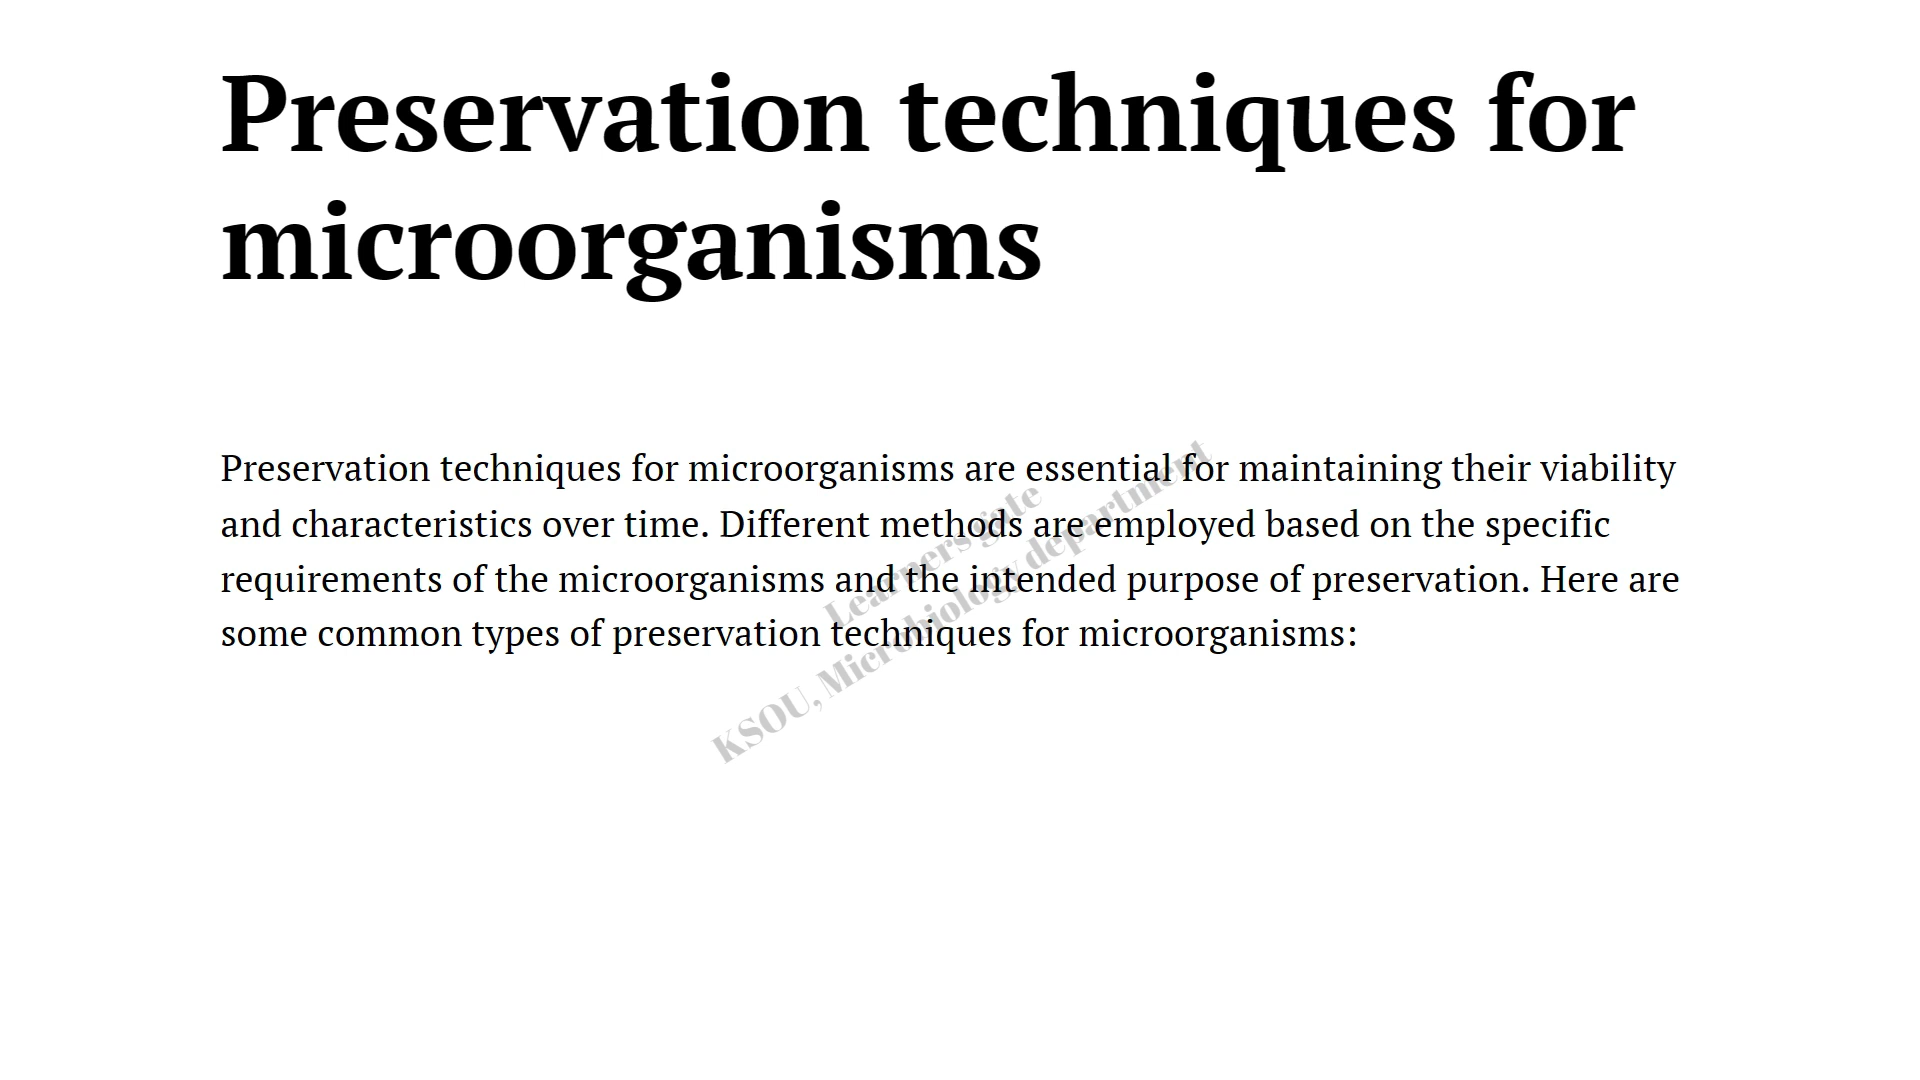 Preservation techniques for
microorganisms
Preservation techniques for microorganisms are essential for maintaining their viability
and characteristics over time. Different methods are employed based on the specific
requirements of the microorganisms and the intended purpose of preservation. Here are
some common types of preservation techniques for microorganisms:
Learners gate
KSOU, Microbiology department